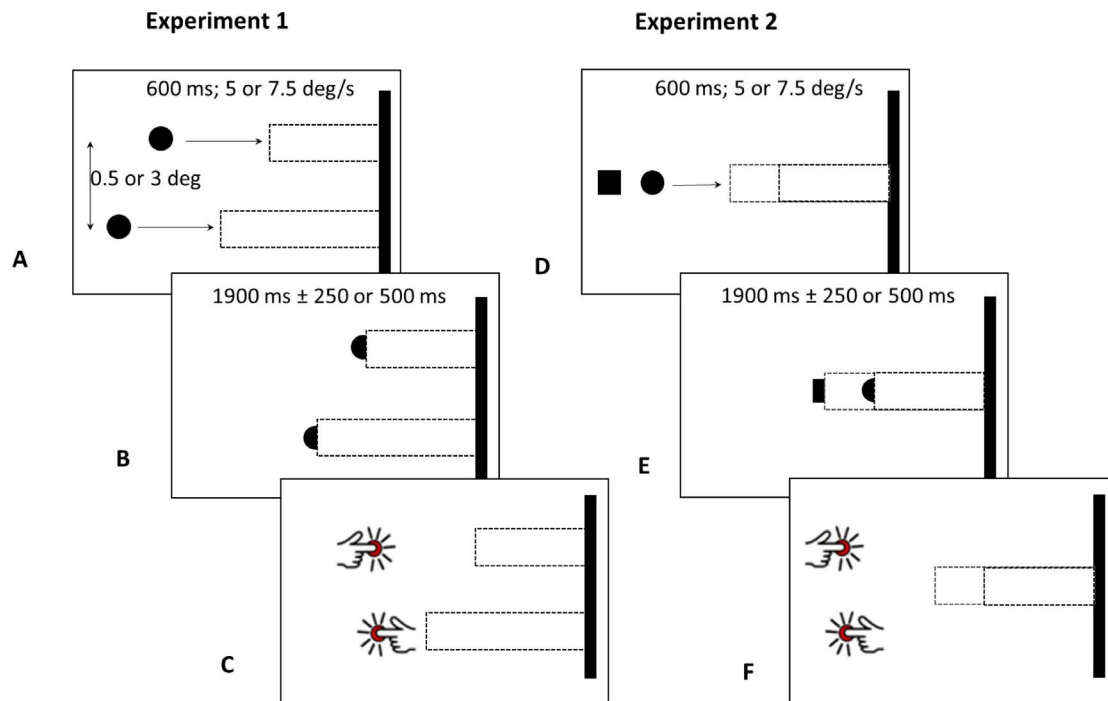 Experiment 1
600 ms; 5 or 7.5 deg/s
0.5 or 3 deg
A
1900 ms ± 250 or 500 ms
B
C
Experiment 2
600 ms; 5 or 7.5 deg/s
D
1900 ms ± 250 or 500 ms
E
F